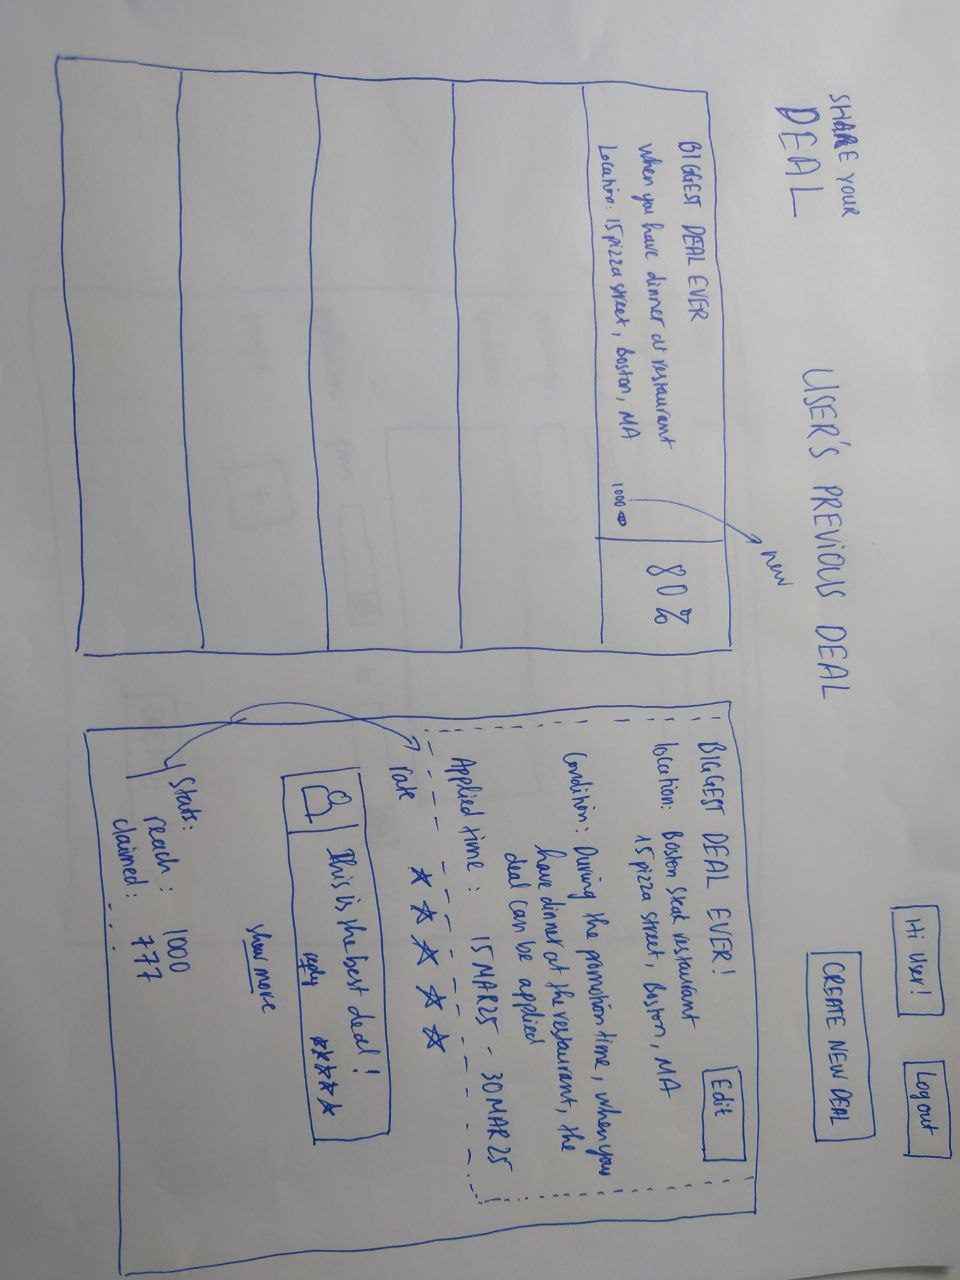 Hi User!
Logout
SHARE YOUR
DEAL
USER'S PREVIOUS DEAL
CREATE NEW DEAL
new
BIGGEST DEAL EVER
when you have dinner at restaurant
Location: 15 pizza street, Boston, MA
1000
80%
BIGGEST DEAL EVER!
Edit
location: Boston Steak restaurant
15 pizza street, Boston, MA
Condition: During the promotion time, when you
have dinner at the restaurant, the
deal can be applied
Applied time: 15 MAR 25 - 30 MAR 25
rate
This is the best deal!
reply
show more
Stats:
reach: 1000
claimed: 777
...